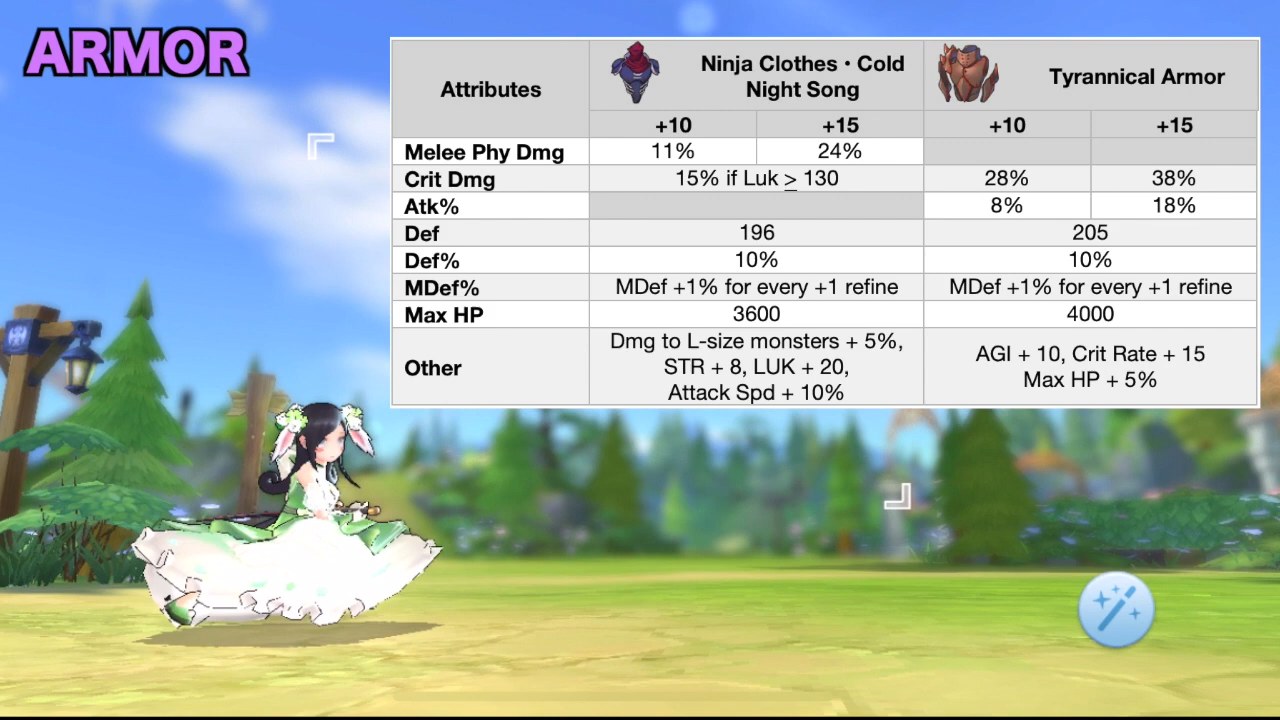 ARMOR
Attributes
Ninja Clothes • Cold
Night Song
Tyrannical Armor
+10
+15
+10
+15
Melee Phy Dmg
11%
24%
Crit Dmg
15% if Luk ≥ 130
28%
38%
Atk%
8%
18%
Def
196
205
Def%
10%
10%
MDef%
MDef +1% for every +1 refine
MDef +1% for every +1 refine
Max HP
3600
4000
Other
Dmg to L-size monsters + 5%,
STR + 8, LUK + 20,
Attack Spd + 10%
AGI + 10, Crit Rate + 15
Max HP + 5%